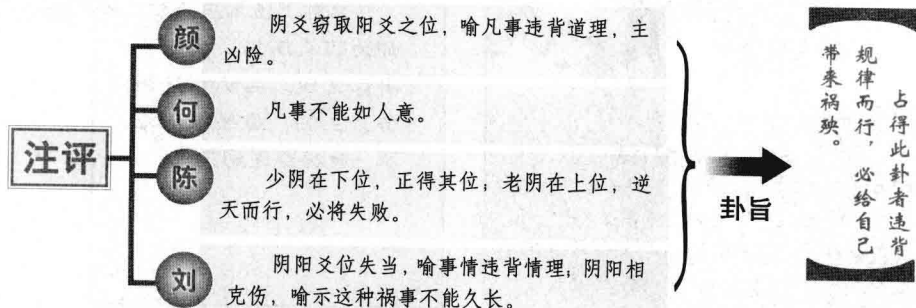 注评
颜
阴爻窃取阳爻之位，喻凡事违背道理，主
凶险。
何
凡事不能如人意。
陈
少阴在下位，正得其位；老阴在上位，逆
天而行，必将失败。
刘
阴阳爻位失当，喻事情违背情理；阴阳相
克伤，喻示这种祸事不能久长。
卦旨
占得此卦者违背
规律而行，必给自己
带来祸殃。